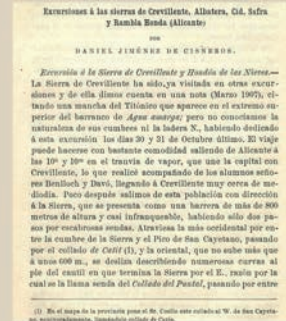 Excursiones á las sierras de Crevillente, Albatera, Cid, Safra
y Rambla Honda (Alicante)
POR
DANIEL JIMÉNEZ DE CISNEROS.
Excursión á la Sierra de Crevillente y Hondón de las Nieves.—
La Sierra de Crevillente ha sido ya visitada en otras excur-
siones y de ella dimos cuenta en una nota (Marzo 1907), ci-
tando una mancha del Titónico que aparece en el extremo su-
perior del barranco de Agua amarga; pero no conocíamos la
naturaleza de sus cumbres ni la ladera N., habiendo dedicado
á esta excursión los días 30 y 31 de Octubre último. El viaje
puede hacerse con bastante comodidad saliendo de Alicante á
las 10ʰ y 10ᵐ en el tranvía de vapor, que une la capital con
Crevillente, lo que realicé acompañado de los alumnos seño-
res Benlloch y Davó, llegando á Crevillente muy cerca de me-
diodía. Poco después salimos de esta población con dirección
á la Sierra, que se presenta como una barrera de más de 800
metros de altura y casi infranqueable, habiendo sólo dos pa-
sos por escabrosas sendas. Atraviesa la más occidental en en-
tre la cumbre de la Sierra y el Pico de San Cayetano, pasando
por el collado de Catí (1), y la oriental, que no sube más que
á unos 600 m., se desliza describiendo numerosas curvas al
pie del cantil en que termina la Sierra por el E., razón por la
cual se la llama senda del Collado del Puntal, pasando por entre
(1) En el mapa de la provincia pone el Sr. Coello este collado al W. de San Cayeta-
no, llamándole collado de Catín.